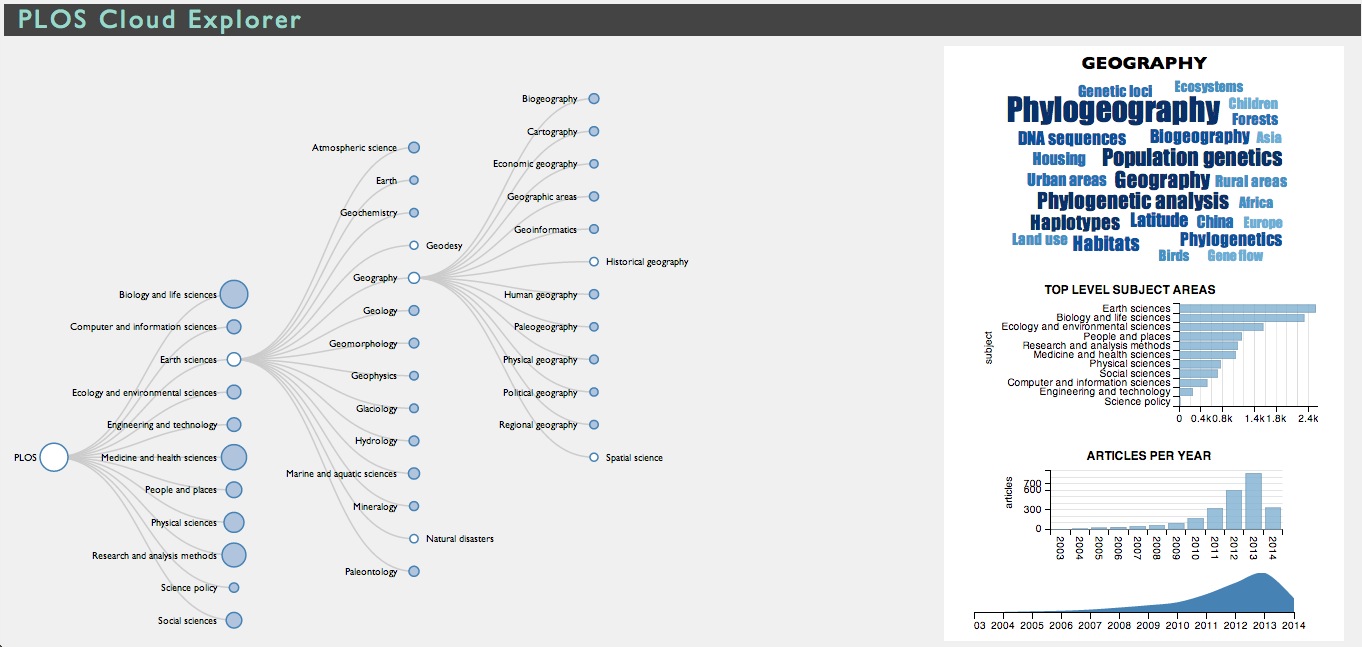 PLOS Cloud Explorer
PLOS
Biology and life sciences
Computer and information sciences
Earth sciences
Ecology and environmental sciences
Engineering and technology
Medicine and health sciences
People and places
Physical sciences
Research and analysis methods
Science policy
Social sciences
Atmospheric science
Earth
Geochemistry
Geodesy
Geography
Geology
Geomorphology
Geophysics
Glaciology
Hydrology
Marine and aquatic sciences
Mineralogy
Natural disasters
Paleontology
Biogeography
Cartography
Economic geography
Geographic areas
Geoinformatics
Historical geography
Human geography
Paleogeography
Physical geography
Political geography
Regional geography
Spatial science
GEOGRAPHY
Genetic loci Ecosystems
Phylogeography Children
Forests
DNA sequences Biogeography Asia
Housing Population genetics
Urban areas Geography Rural areas
Phylogenetic analysis Africa
Haplotypes Latitude China Europe
Land use Habitats Phylogenetics
Birds Gene flow
TOP LEVEL SUBJECT AREAS
subject
Earth sciences
Biology and life sciences
Ecology and environmental sciences
People and places
Research and analysis methods
Medicine and health sciences
Physical sciences
Social sciences
Computer and information sciences
Engineering and technology
Science policy
0 0.4k 0.8k 1.4k 1.8k 2.4k
ARTICLES PER YEAR
articles
700
600
300
0
2003 2004 2005 2006 2007 2008 2009 2010 2011 2012 2013 2014
03 2004 2005 2006 2007 2008 2009 2010 2011 2012 2013 2014